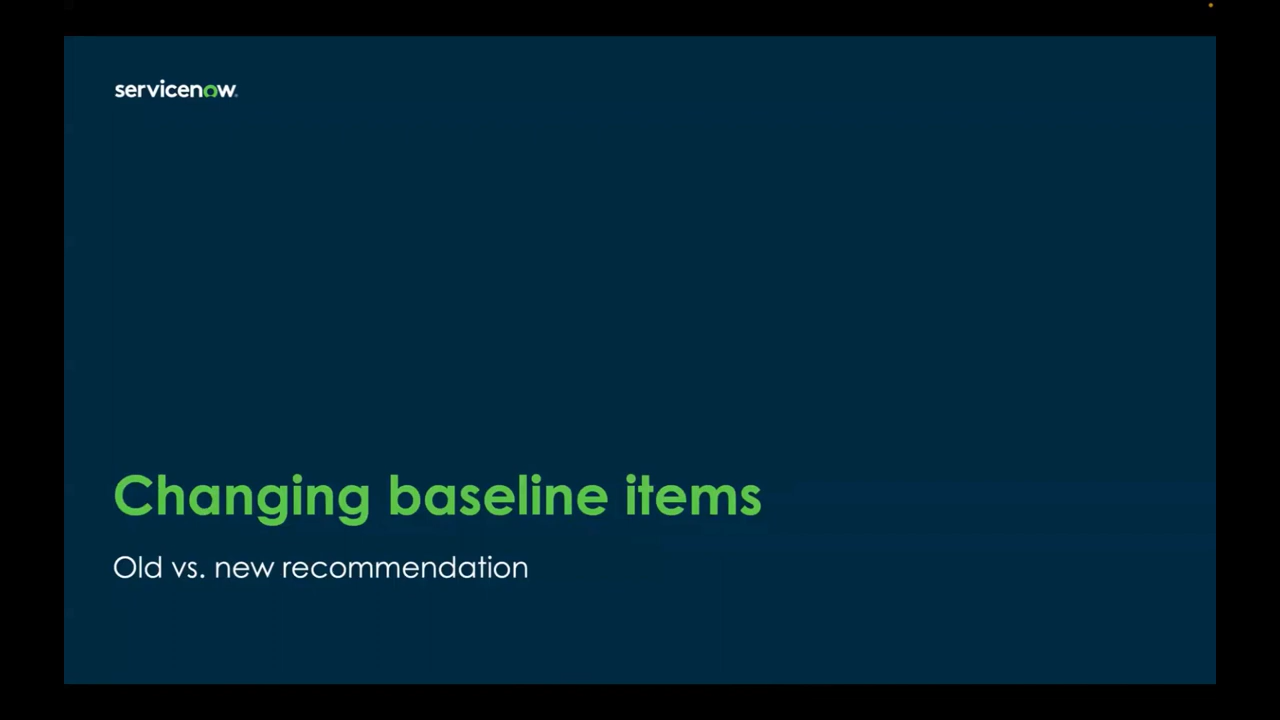 servicenow
Changing baseline items
Old vs. new recommendation